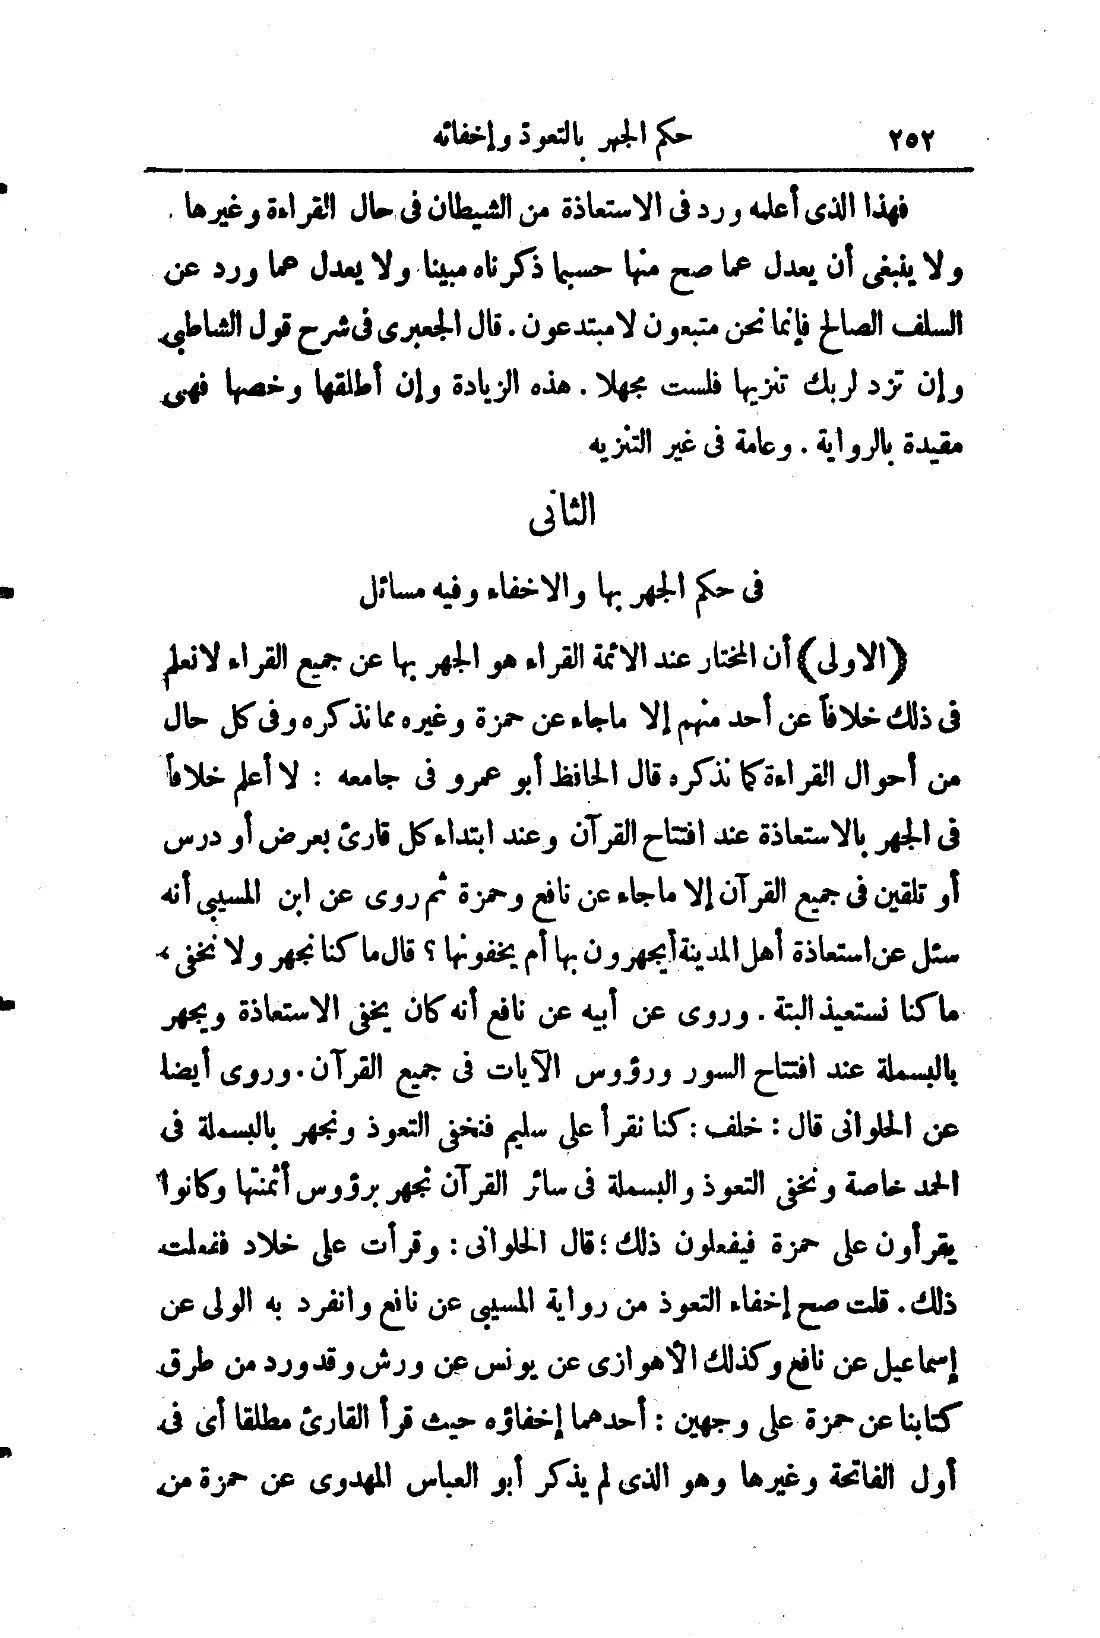 ٢٥٢ حكم الجهر بالتعوذ وإخفائه
فهذا الذى أعلمه ورد فى الاستعاذة من الشيطان فى حال القراءة وغيرها .
ولا ينبغى أن يعدل عما صح منها حسبما ذكرناه مبينا ولا يعدل عما ورد عن
السلف الصالح فإنما نحن متبعون لا مبتدعون . قال الجعبرى فى شرح قول الشاطبى
وإن تزد لربك تنزيها فلست مجهلا . هذه الزيادة وإن أطلقها وخصها فهى
مقيدة بالرواية . وعامة فى غير التنزيه
الثانى
فى حكم الجهر بها والاخفاء وفيه مسائل
(الاولى) أن المختار عند الائمة القراء هو الجهر بها عن جميع القراء لانعلم
فى ذلك خلافاً عن أحد منهم إلا ماجاء عن حمزة وغيره مما نذكره وفى كل حال
من أحوال القراءة كما نذكره قال الحافظ أبو عمرو فى جامعه : لا أعلم خلافاً
فى الجهر بالاستعاذة عند افتتاح القرآن وعند ابتداء كل قارئ بعرض أو درس
أو تلقين فى جميع القرآن إلا ماجاء عن نافع وحمزة ثم روى عن ابن المسيبى أنه
سئل عن استعاذة أهل المدينة أيجهرون بها أم يخفونها ؟ قال ما كنا نجهر ولا نخفى ،
ما كنا نستعيذ البتة . وروى عن أبيه عن نافع أنه كان يخفى الاستعاذة ويجهر
بالبسملة عند افتتاح السور ورؤوس الآيات فى جميع القرآن . وروى أيضا
عن الحلوانى قال : خلف : كنا نقرأ على سليم فنخفى التعوذ ونجهر بالبسملة فى
الحمد خاصة ونخفى التعوذ والبسملة فى سائر القرآن نجهر برؤوس أثمنتها وكانوا
يقرأون على حمزة فيفعلون ذلك ؛ قال الحلوانى : وقرأت على خلاد ففعلت
ذلك . قلت صح إخفاء التعوذ من رواية المسيبى عن نافع وانفرد به الولى عن
إسماعيل عن نافع وكذلك الأهوازى عن يونس عن ورش وقد ورد من طرق
كتابنا عن حمزة على وجهين : أحدهما إخفاؤه حيث قرأ القارئ مطلقا أى فى
أول الفاتحة وغيرها وهو الذى لم يذكر أبو العباس المهدوى عن حمزة من